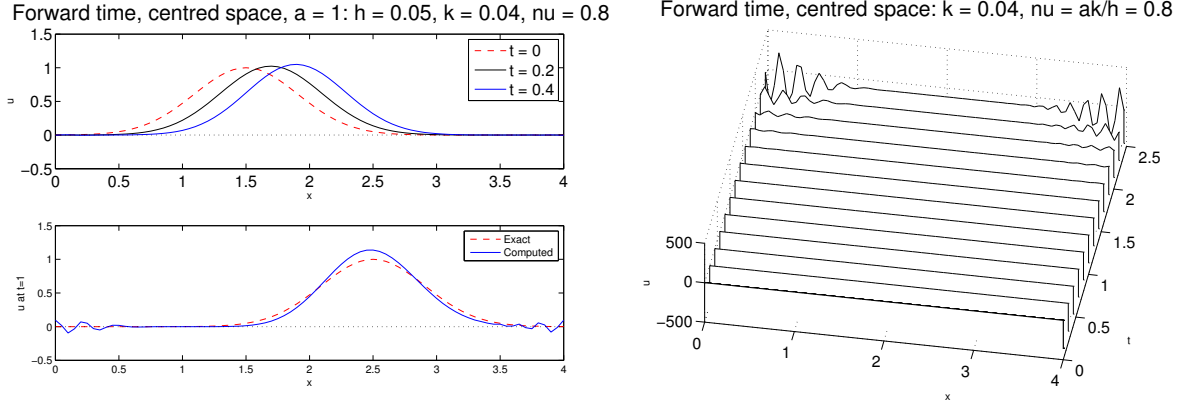 Forward time, centred space, a = 1: h = 0.05, k = 0.04, nu = 0.8
1.5
1
0.5
0
−0.5
u
t = 0
t = 0.2
t = 0.4
0 0.5 1 1.5 2 2.5 3 3.5 4
x
1.5
1
0.5
0
−0.5
u at t=1
Exact
Computed
0 0.5 1 1.5 2 2.5 3 3.5 4
x
Forward time, centred space: k = 0.04, nu = ak/h = 0.8
500
0
−500
u
0 1 2 3 4
x
0 0.5 1 1.5 2 2.5
t